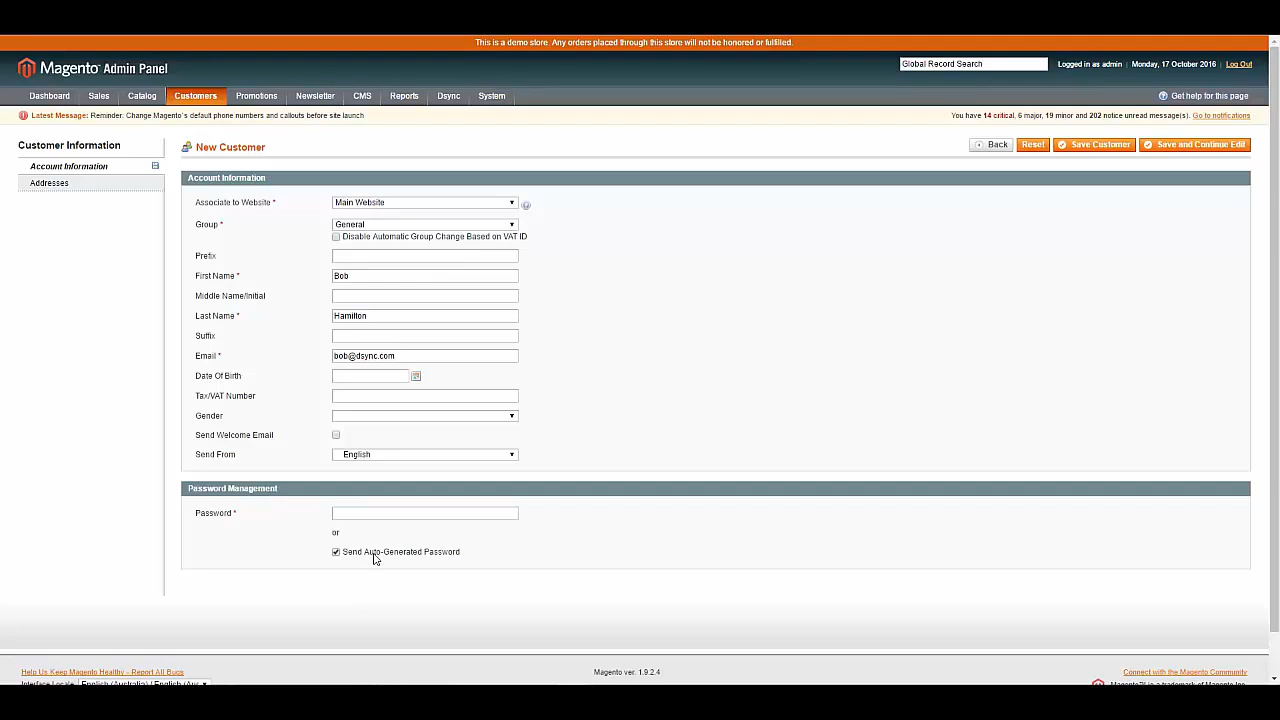 This is a demo store. Any orders placed through this store will not be honored or fulfilled.
Magento Admin Panel
Global Record Search
Logged in as admin | Monday, 17 October 2016 | Log Out
Dashboard Sales Catalog Customers Promotions Newsletter CMS Reports Dsync System Get help for this page
Latest Message: Reminder: Change Magento`s default phone numbers and callouts before site launch
You have 14 critical, 6 major, 19 minor and 202 notice unread message(s). Go to notifications
Customer Information
Account Information
Addresses
New Customer
Back Reset Save Customer Save and Continue Edit
Account Information
Associate to Website * Main Website
Group * General
Disable Automatic Group Change Based on VAT ID
Prefix
First Name * Bob
Middle Name/Initial
Last Name * Hamilton
Suffix
Email * bob@dsync.com
Date Of Birth
Tax/VAT Number
Gender
Send Welcome Email
Send From English
Password Management
Password *
or
Send Auto-Generated Password
Help Us Keep Magento Healthy - Report All Bugs
Magento ver. 1.9.2.4
Connect with the Magento Community
Interface Locale: English (Australia) / English (Aus
Magento™ is a trademark of Magento Inc.